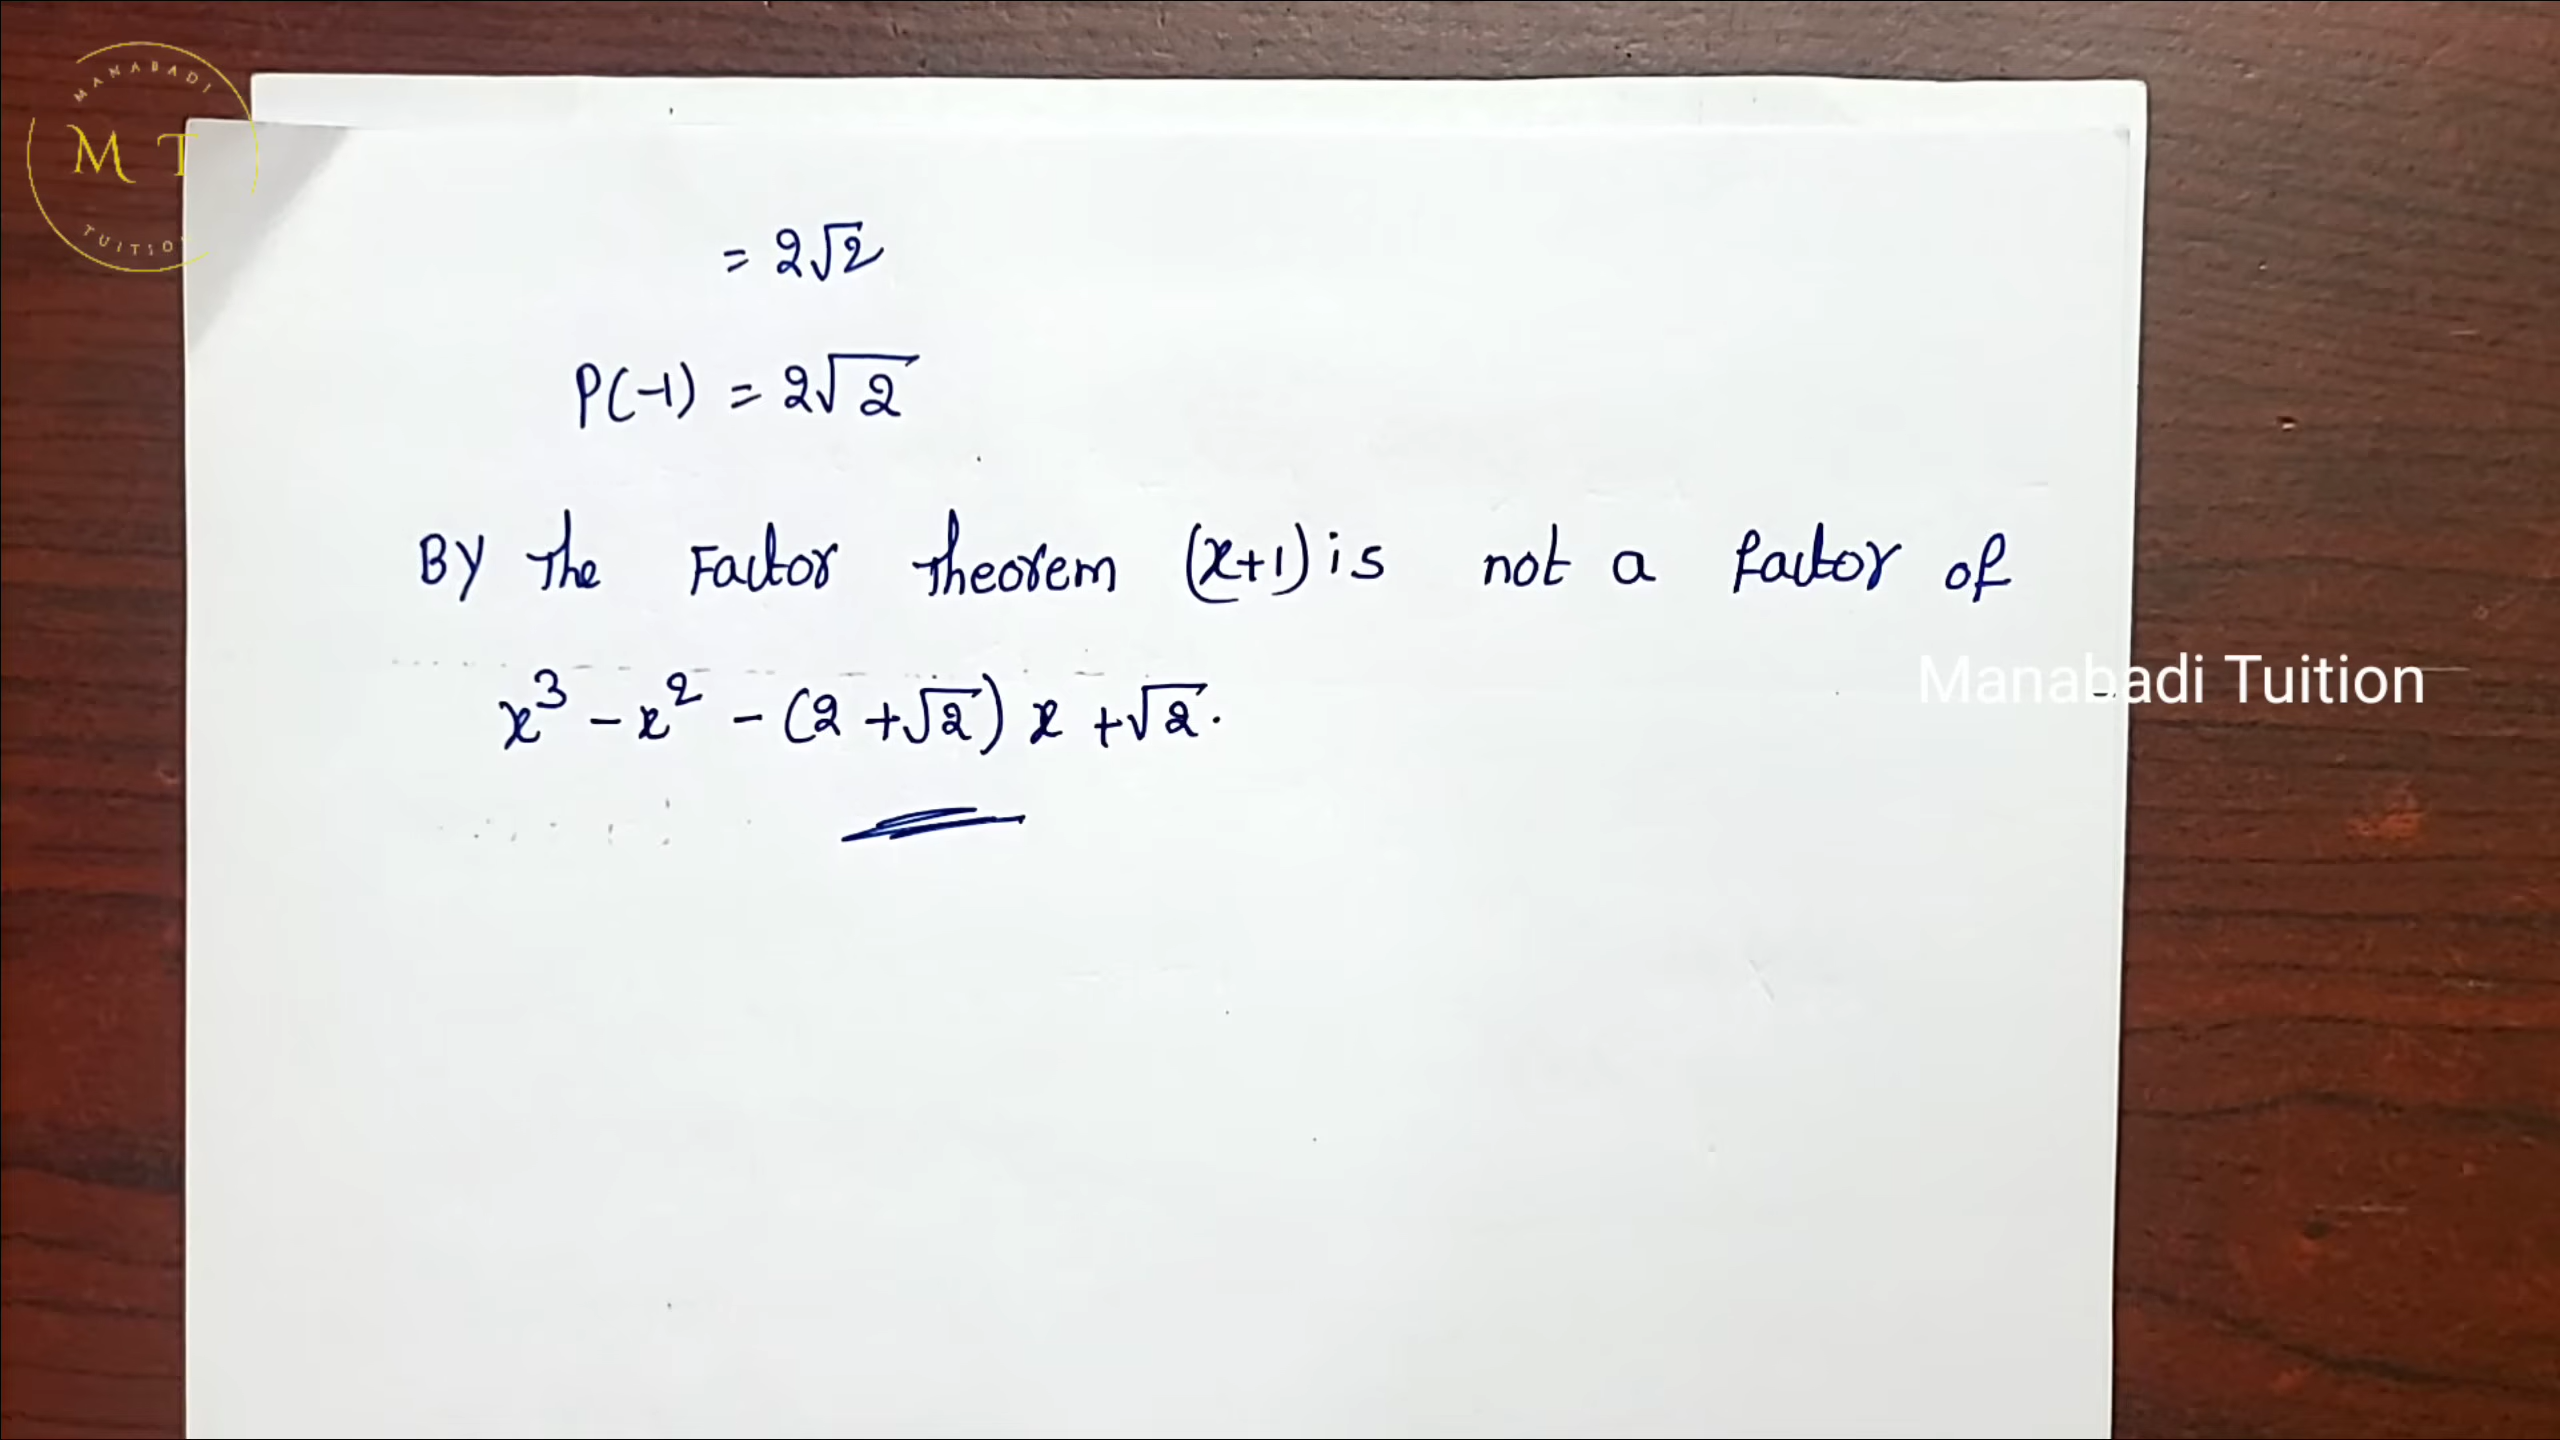 MANABADI
M T
TUITIO
= 2√2
P(-1) = 2√2
By the Factor theorem (x+1) is not a factor of
Manabadi Tuition
x³ - x² - (2 + √2) x + √2.